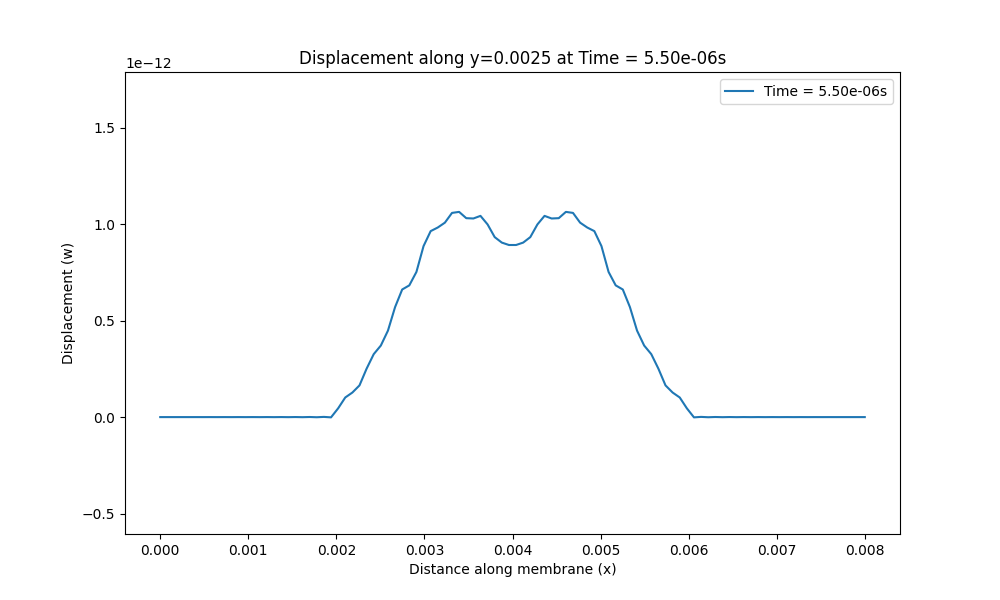 Displacement along y=0.0025 at Time = 5.50e-06s
1e−12
Time = 5.50e-06s
1.5
1.0
0.5
0.0
−0.5
Displacement (w)
0.000 0.001 0.002 0.003 0.004 0.005 0.006 0.007 0.008
Distance along membrane (x)